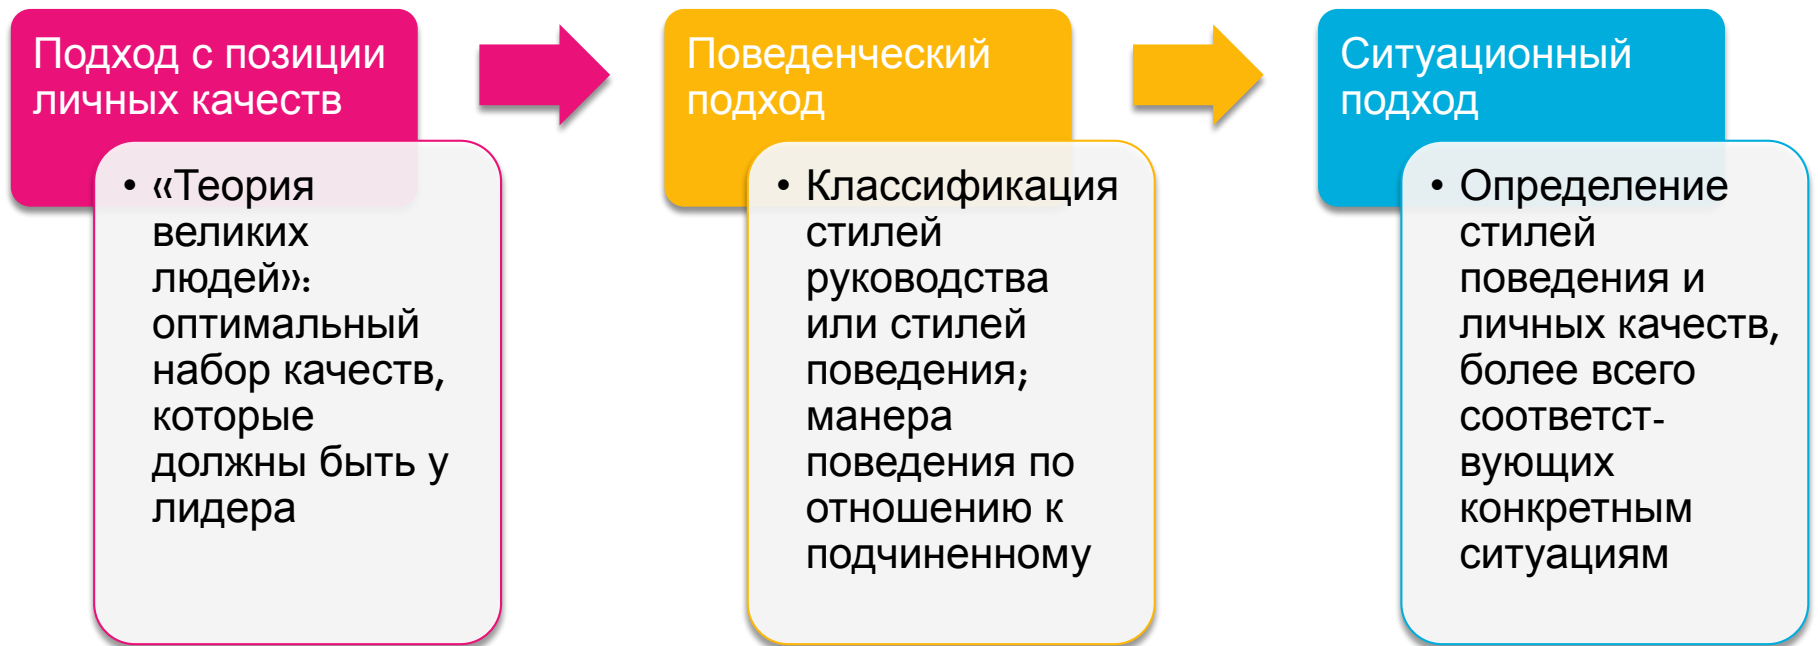 Подход с позиции
личных качеств
• «Теория
великих
людей»:
оптимальный
набор качеств,
которые
должны быть у
лидера
Поведенческий
подход
• Классификация
стилей
руководства
или стилей
поведения;
манера
поведения по
отношению к
подчиненному
Ситуационный
подход
• Определение
стилей
поведения и
личных качеств,
более всего
соответст-
вующих
конкретным
ситуациям